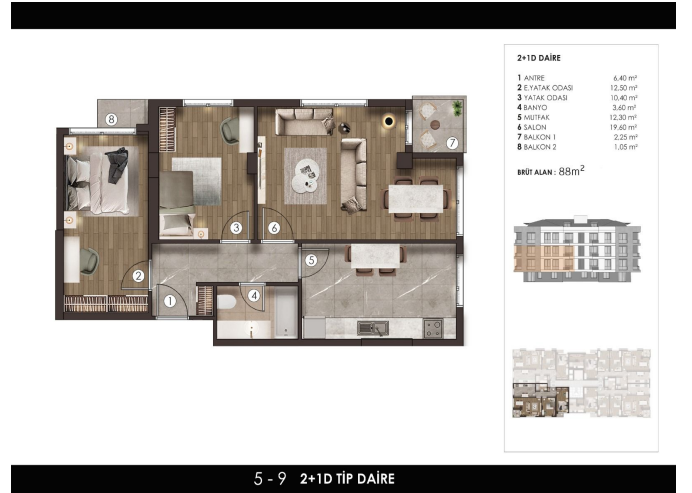 2+1D DAİRE
1 ANTRE 6,40 m²
2 E.YATAK ODASI 12,50 m²
3 YATAK ODASI 10,40 m²
4 BANYO 3,60 m²
5 MUTFAK 12,30 m²
6 SALON 19,60 m²
7 BALKON 1 2,25 m²
8 BALKON 2 1,05 m²
BRÜT ALAN : 88m²
8
7
3
6
5
2
1
4
5 - 9 2+1D TİP DAİRE